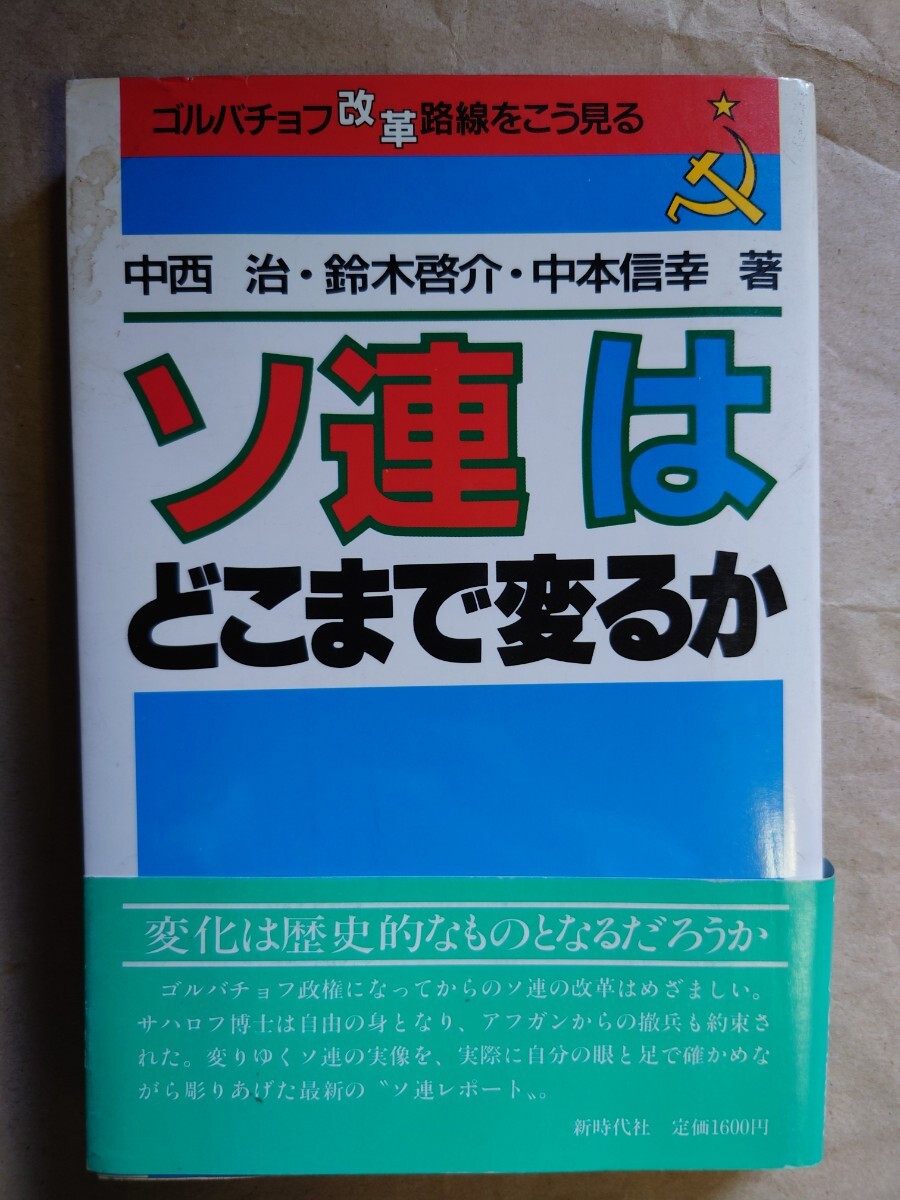 ゴルバチョフ改革路線をこう見る
中西 治・鈴木啓介・中本信幸 著
ソ連は
どこまで変るか
変化は歴史的なものとなるだろうか
ゴルバチョフ政権になってからのソ連の改革はめざましい。
サハロフ博士は自由の身となり、アフガンからの撤兵も約束さ
れた。変りゆくソ連の実像を、実際に自分の眼と足で確かめな
がら彫りあげた最新の〝ソ連レポート〟。
新時代社 定価1600円